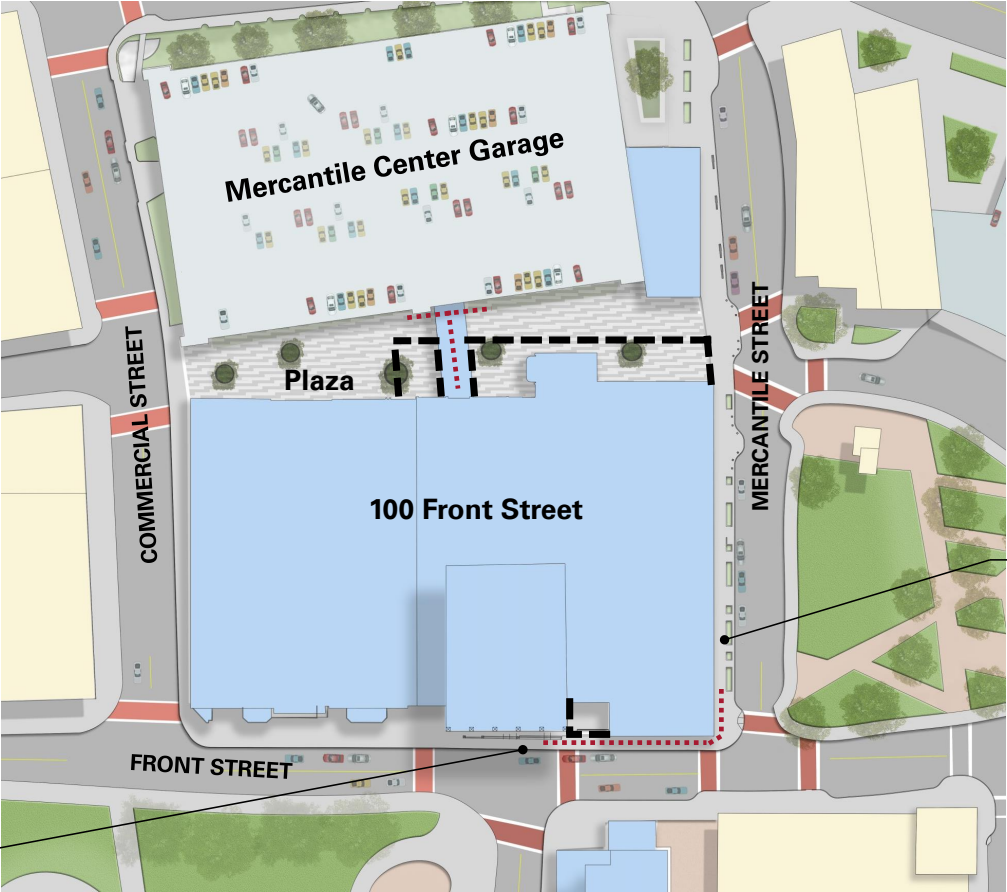 Mercantile Center Garage
Plaza
COMMERCIAL STREET
MERCANTILE STREET
100 Front Street
FRONT STREET